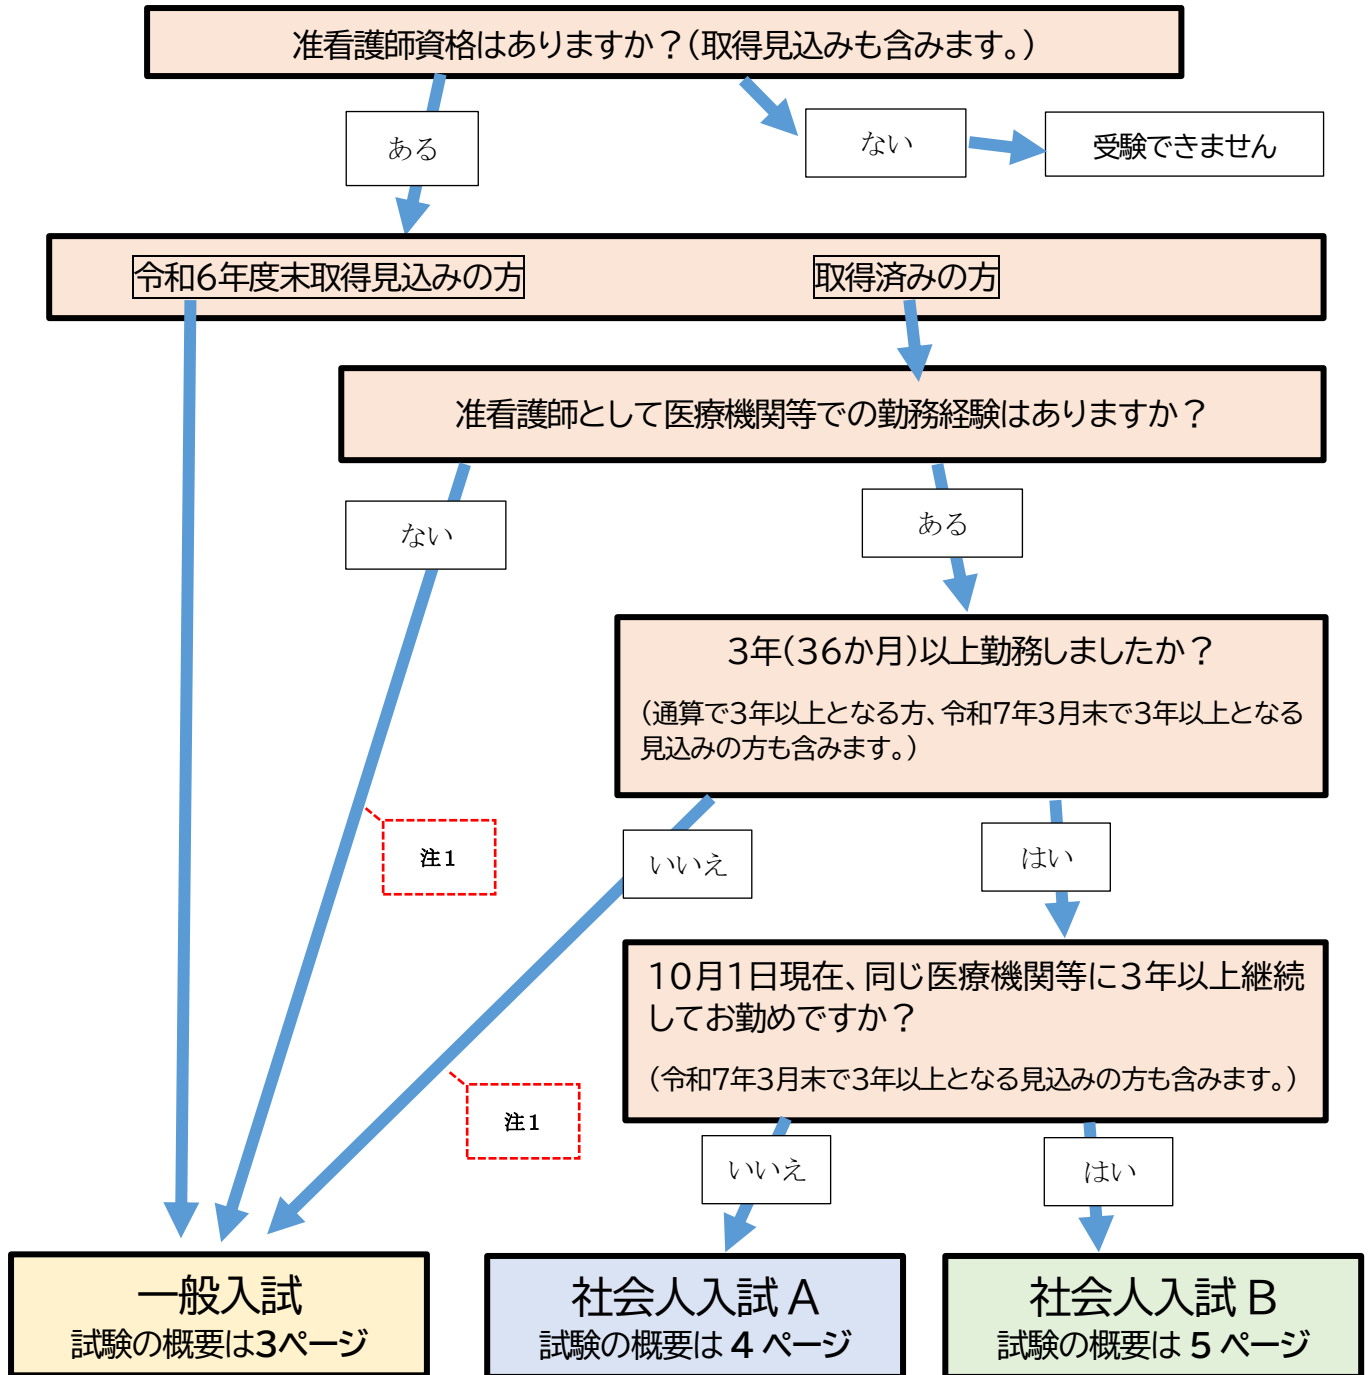 准看護師資格はありますか？(取得見込みも含みます。)
ある
ない
受験できません
令和6年度末取得見込みの方
取得済みの方
准看護師として医療機関等での勤務経験はありますか？
ない
ある
3年(36か月)以上勤務しましたか？
(通算で3年以上となる方、令和7年3月末で3年以上となる
見込みの方も含みます。)
注1
いいえ
はい
10月1日現在、同じ医療機関等に3年以上継続
してお勤めですか？
(令和7年3月末で3年以上となる見込みの方も含みます。)
注1
いいえ
はい
一般入試
試験の概要は3ページ
社会人入試 A
試験の概要は 4 ページ
社会人入試 B
試験の概要は 5 ページ